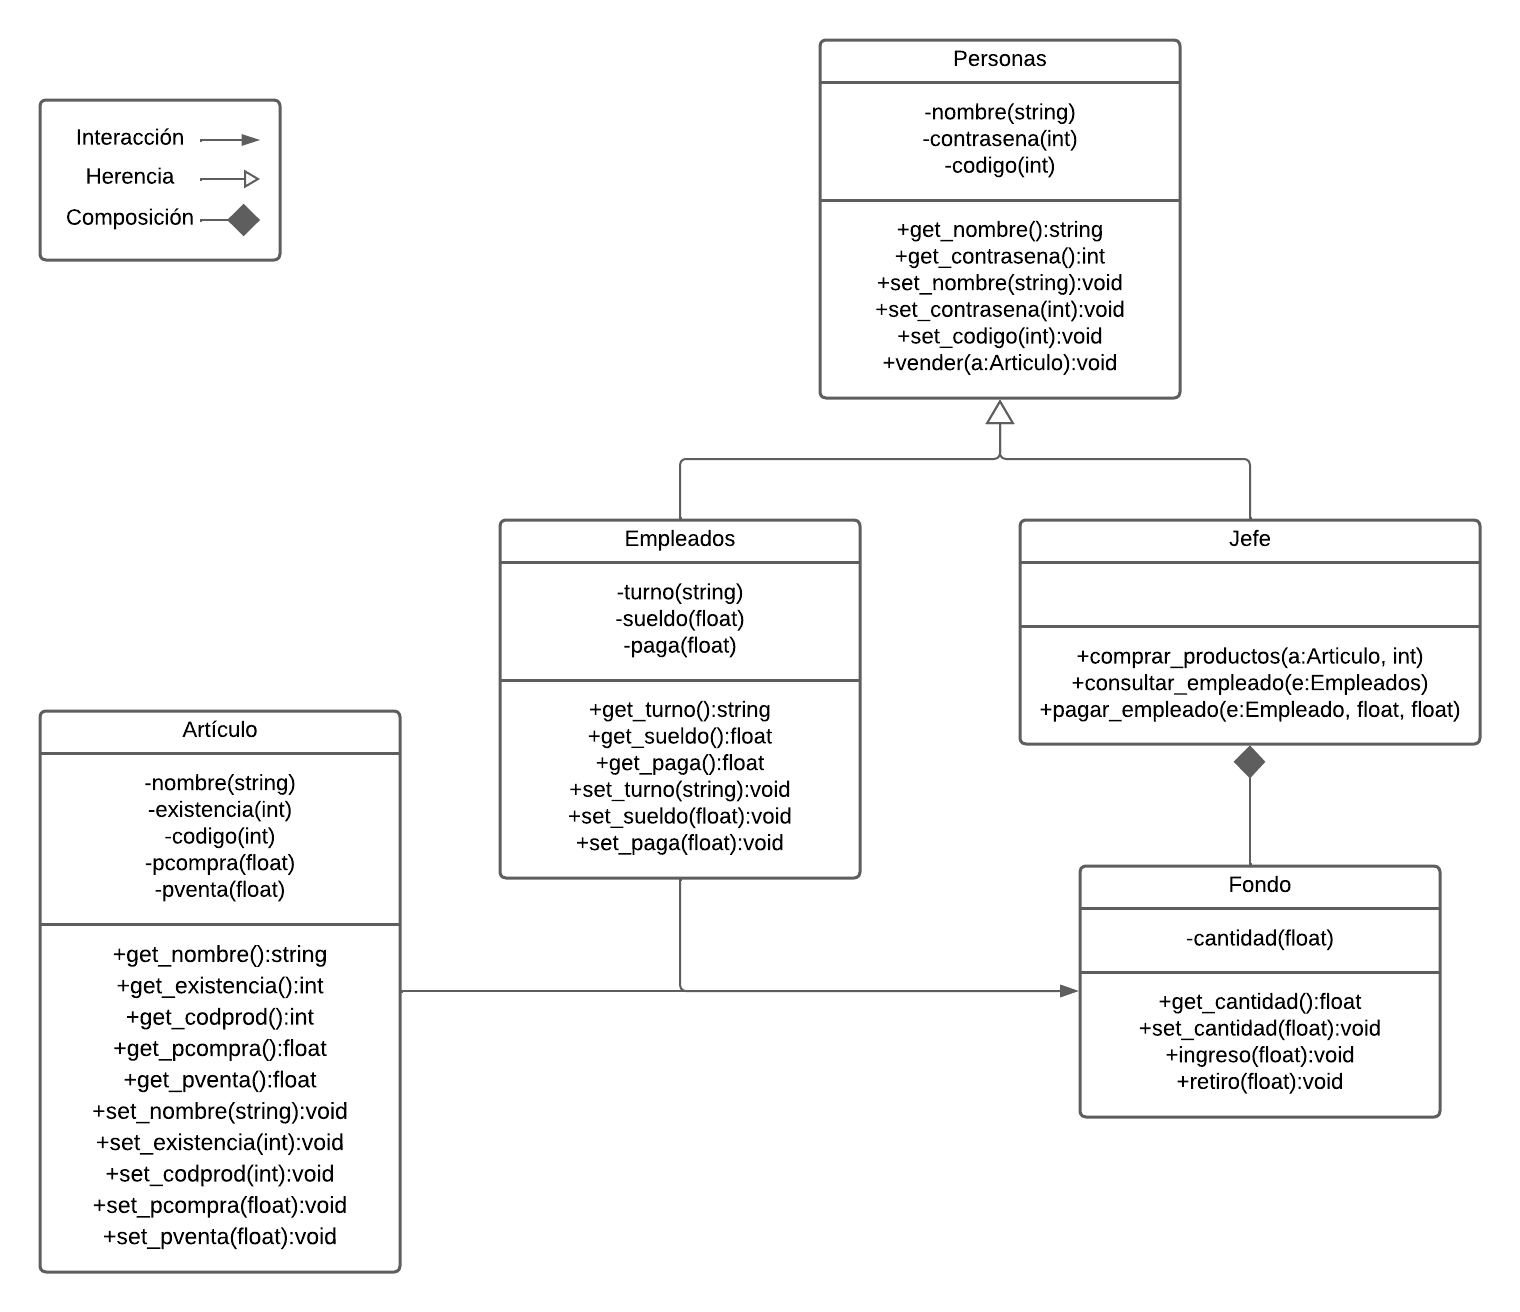 Interacción
Herencia
Composición
Personas
-nombre(string)
-contrasena(int)
-codigo(int)
+get_nombre():string
+get_contrasena():int
+set_nombre(string):void
+set_contrasena(int):void
+set_codigo(int):void
+vender(a:Articulo):void
Empleados
-turno(string)
-sueldo(float)
-paga(float)
+get_turno():string
+get_sueldo():float
+get_paga():float
+set_turno(string):void
+set_sueldo(float):void
+set_paga(float):void
Jefe
+comprar_productos(a:Articulo, int)
+consultar_empleado(e:Empleados)
+pagar_empleado(e:Empleado, float, float)
Artículo
-nombre(string)
-existencia(int)
-codigo(int)
-pcompra(float)
-pventa(float)
+get_nombre():string
+get_existencia():int
+get_codprod():int
+get_pcompra():float
+get_pventa():float
+set_nombre(string):void
+set_existencia(int):void
+set_codprod(int):void
+set_pcompra(float):void
+set_pventa(float):void
Fondo
-cantidad(float)
+get_cantidad():float
+set_cantidad(float):void
+ingreso(float):void
+retiro(float):void